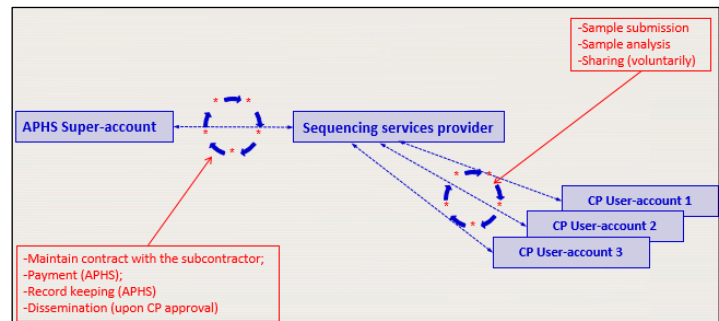 -Sample submission
-Sample analysis
-Sharing (voluntarily)
APHS Super-account
Sequencing services provider
CP User-account 1
CP User-account 2
CP User-account 3
-Maintain contract with the subcontractor;
-Payment (APHS);
-Record keeping (APHS)
-Dissemination (upon CP approval)